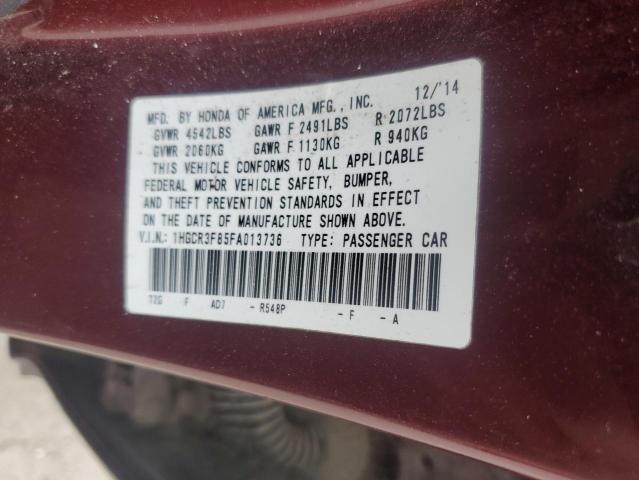 MFD. BY HONDA OF AMERICA MFG., INC. 12/'14
GVWR 4542LBS GAWR F 2491LBS R 2072LBS
GVWR 2060KG GAWR F 1130KG R 940KG
THIS VEHICLE CONFORMS TO ALL APPLICABLE
FEDERAL MOTOR VEHICLE SAFETY, BUMPER,
AND THEFT PREVENTION STANDARDS IN EFFECT
ON THE DATE OF MANUFACTURE SHOWN ABOVE.
V.I.N.: 1HGCR3F85FA013736 TYPE: PASSENGER CAR
T2G F AD7 - R548P - F - A